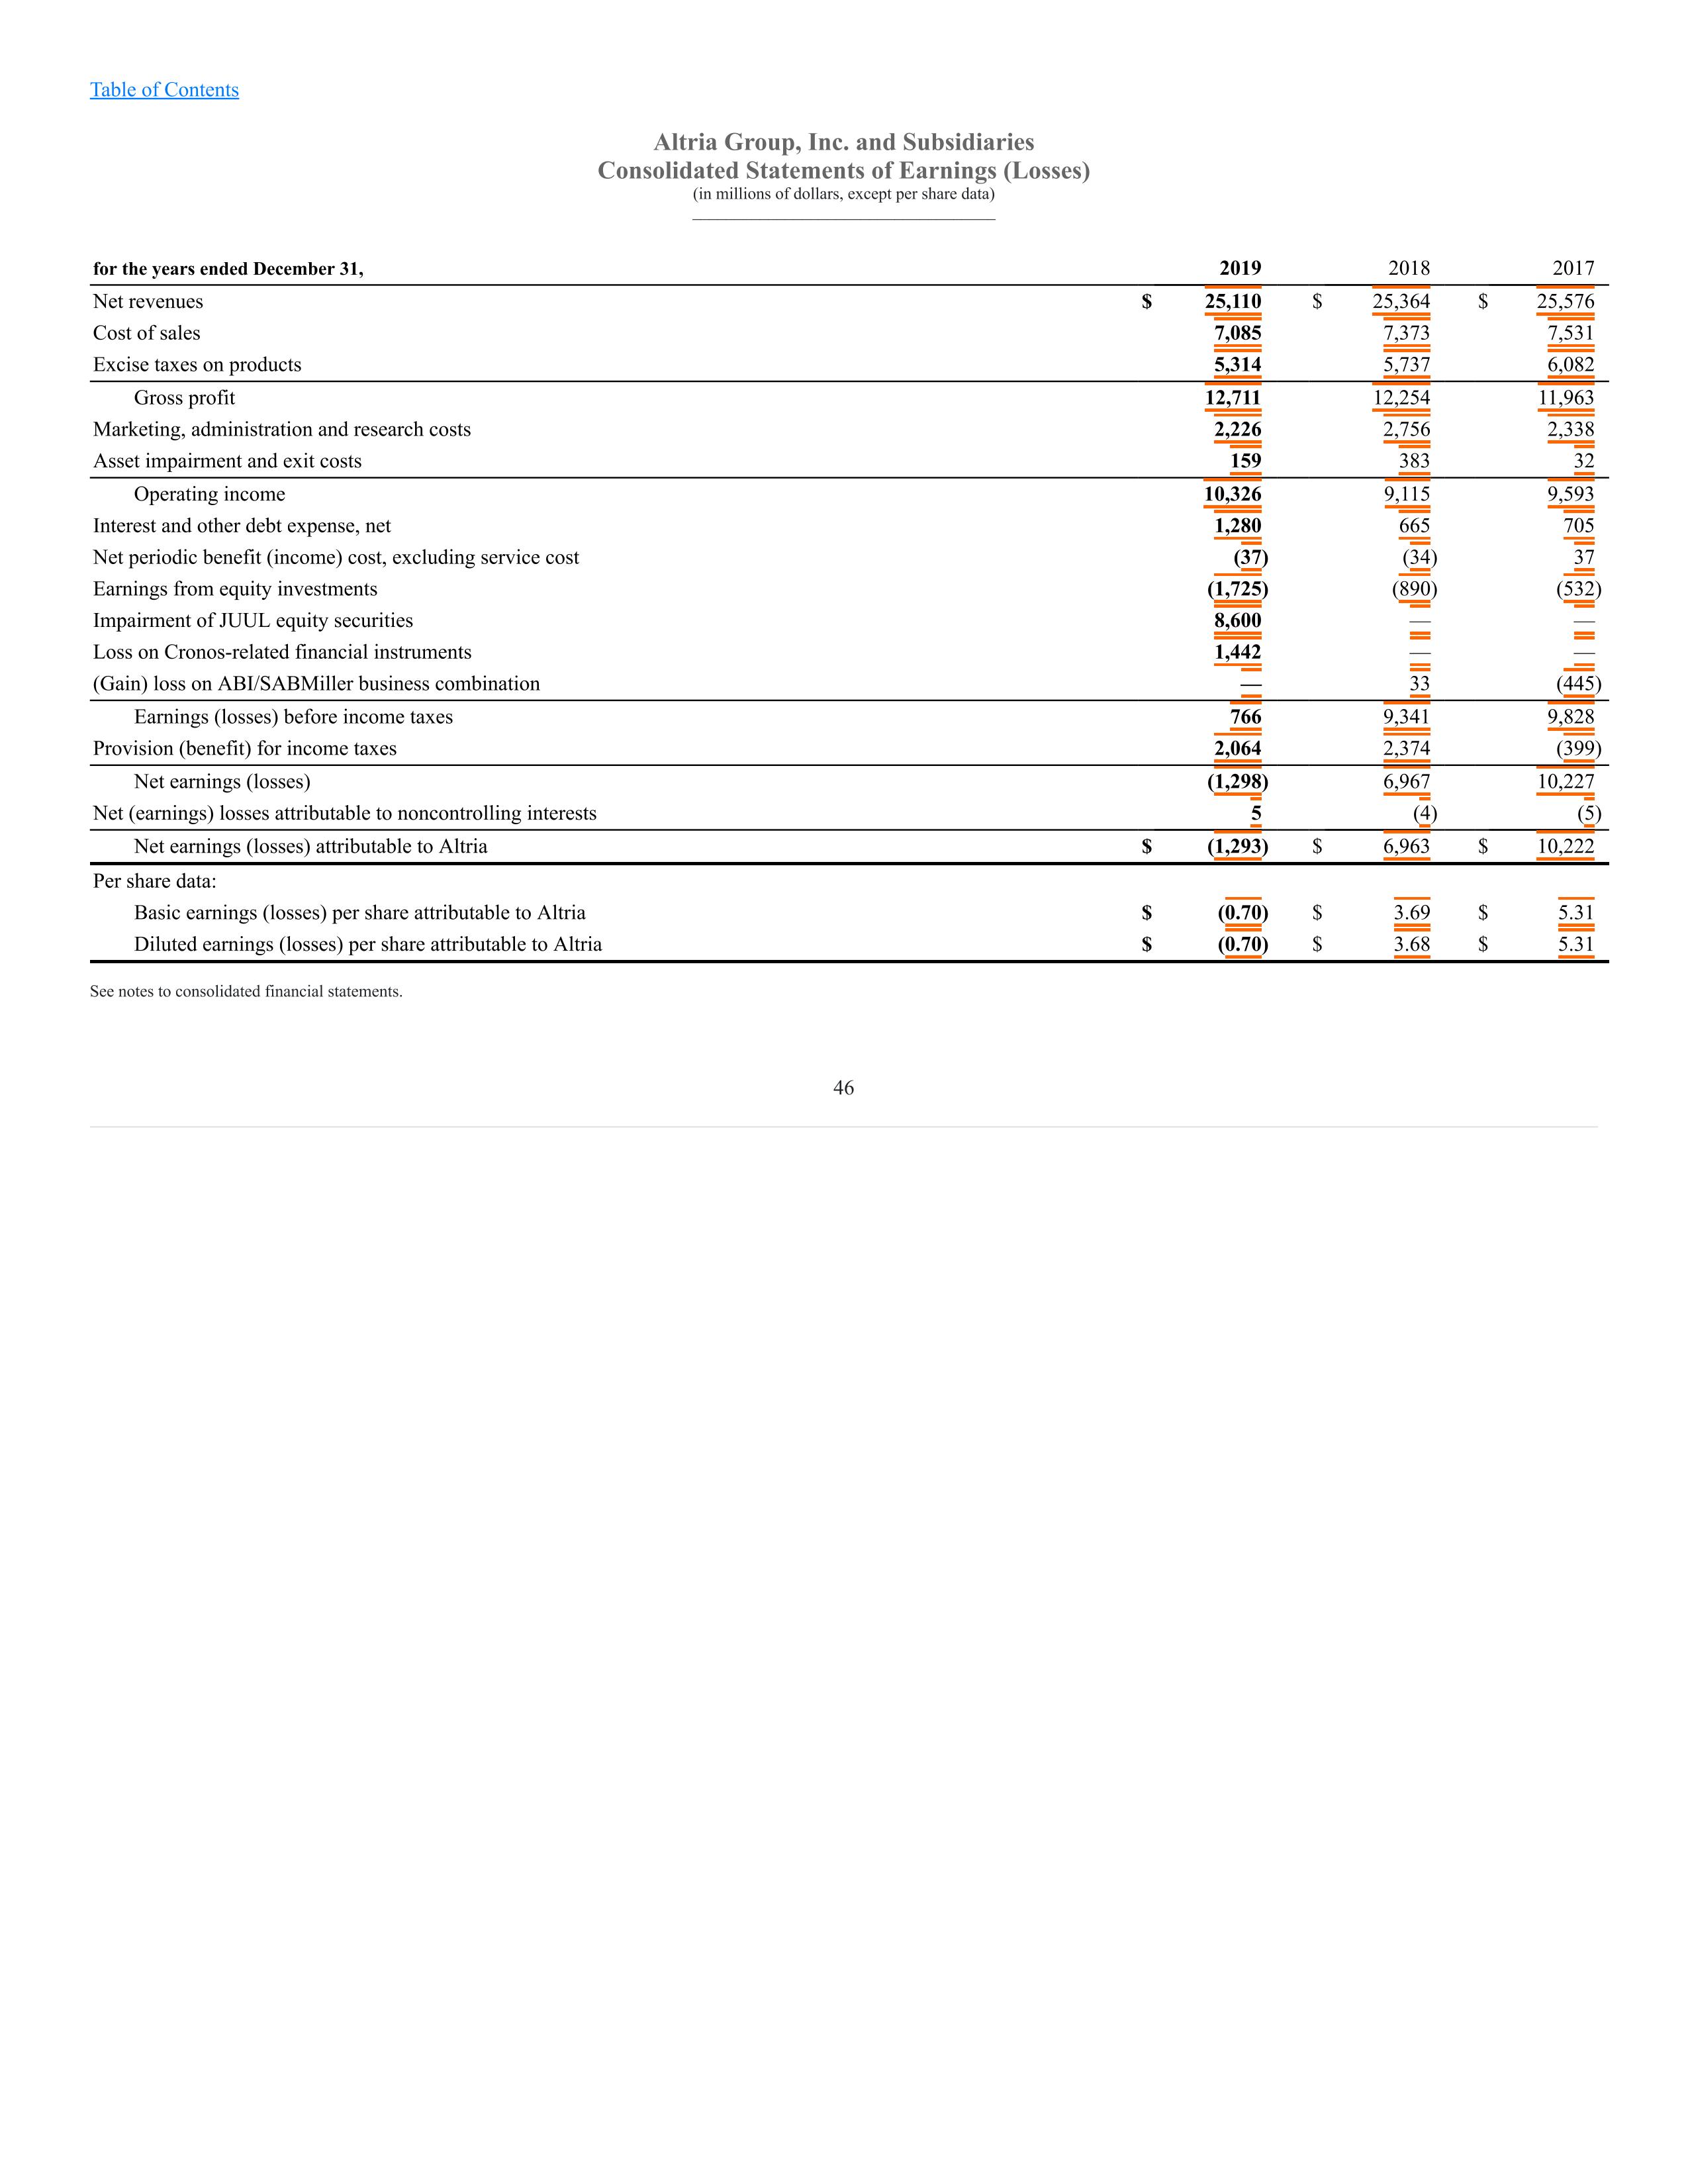 Table of Contents
Altria Group, Inc. and Subsidiaries
Consolidated Statements of Earnings (Losses)
(in millions of dollars, except per share data)
for the years ended December 31, 2019 2018 2017
Net revenues $ 25,110 $ 25,364 $ 25,576
Cost of sales 7,085 7,373 7,531
Excise taxes on products 5,314 5,737 6,082
Gross profit 12,711 12,254 11,963
Marketing, administration and research costs 2,226 2,756 2,338
Asset impairment and exit costs 159 383 32
Operating income 10,326 9,115 9,593
Interest and other debt expense, net 1,280 665 705
Net periodic benefit (income) cost, excluding service cost (37) (34) 37
Earnings from equity investments (1,725) (890) (532)
Impairment of JUUL equity securities 8,600 — —
Loss on Cronos-related financial instruments 1,442 — —
(Gain) loss on ABI/SABMiller business combination — 33 (445)
Earnings (losses) before income taxes 766 9,341 9,828
Provision (benefit) for income taxes 2,064 2,374 (399)
Net earnings (losses) (1,298) 6,967 10,227
Net (earnings) losses attributable to noncontrolling interests 5 (4) (5)
Net earnings (losses) attributable to Altria $ (1,293) $ 6,963 $ 10,222
Per share data:
Basic earnings (losses) per share attributable to Altria $ (0.70) $ 3.69 $ 5.31
Diluted earnings (losses) per share attributable to Altria $ (0.70) $ 3.68 $ 5.31
See notes to consolidated financial statements.
46